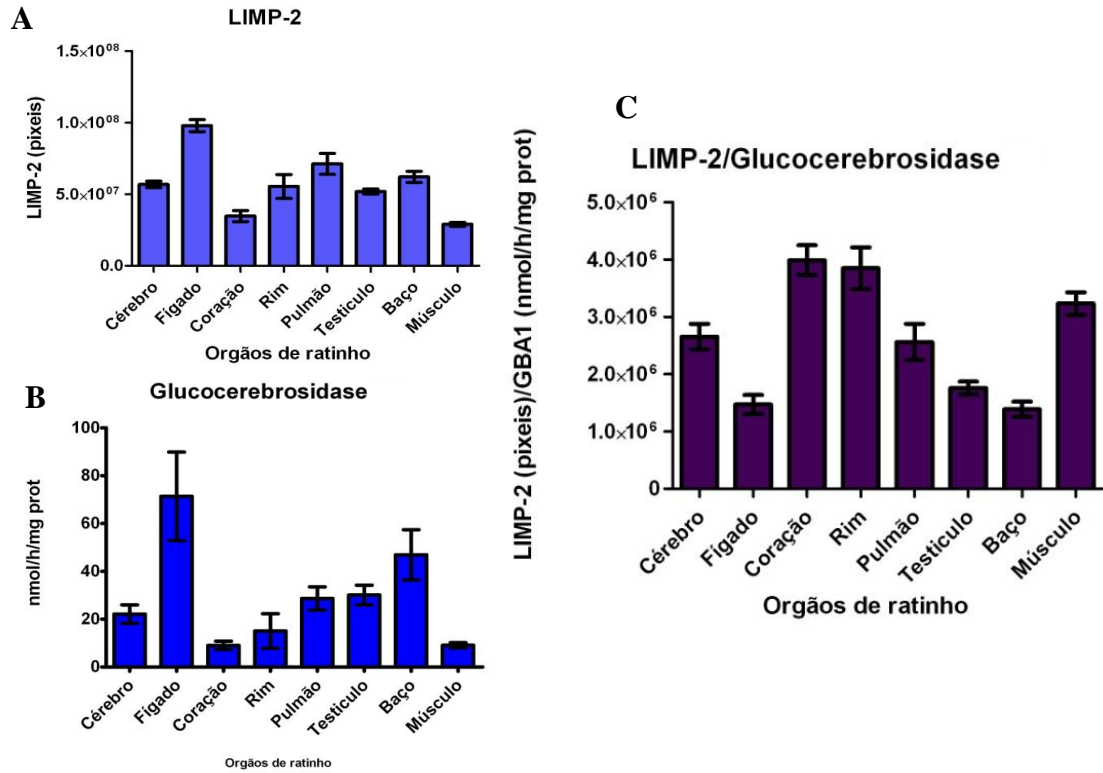 A
LIMP-2
LIMP-2 (pixeis)
1.5×10⁰⁸
1.0×10⁰⁸
5.0×10⁰⁷
0.0
Cérebro
Fígado
Coração
Rim
Pulmão
Testiculo
Baço
Músculo
Orgãos de ratinho
B
Glucocerebrosidase
nmol/h/mg prot
100
80
60
40
20
0
Cérebro
Fígado
Coração
Rim
Pulmão
Testiculo
Baço
Músculo
Orgãos de ratinho
C
LIMP-2/Glucocerebrosidase
LIMP-2 (pixeis)/GBA1 (nmol/h/mg prot)
5.0×10⁶
4.0×10⁶
3.0×10⁶
2.0×10⁶
1.0×10⁶
0
Cérebro
Fígado
Coração
Rim
Pulmão
Testiculo
Baço
Músculo
Orgãos de ratinho